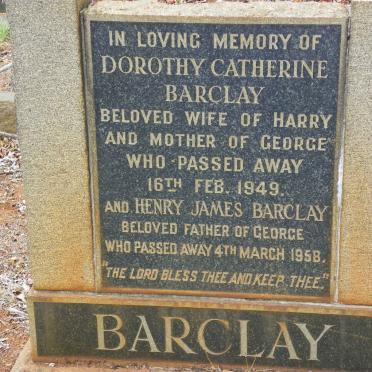 IN LOVING MEMORY OF
DOROTHY CATHERINE
BARCLAY
BELOVED WIFE OF HARRY
AND MOTHER OF GEORGE
WHO PASSED AWAY
16TH FEB. 1949.
AND HENRY JAMES BARCLAY
BELOVED FATHER OF GEORGE
WHO PASSED AWAY 4TH MARCH 1958.
"THE LORD BLESS THEE AND KEEP THEE."
BARCLAY